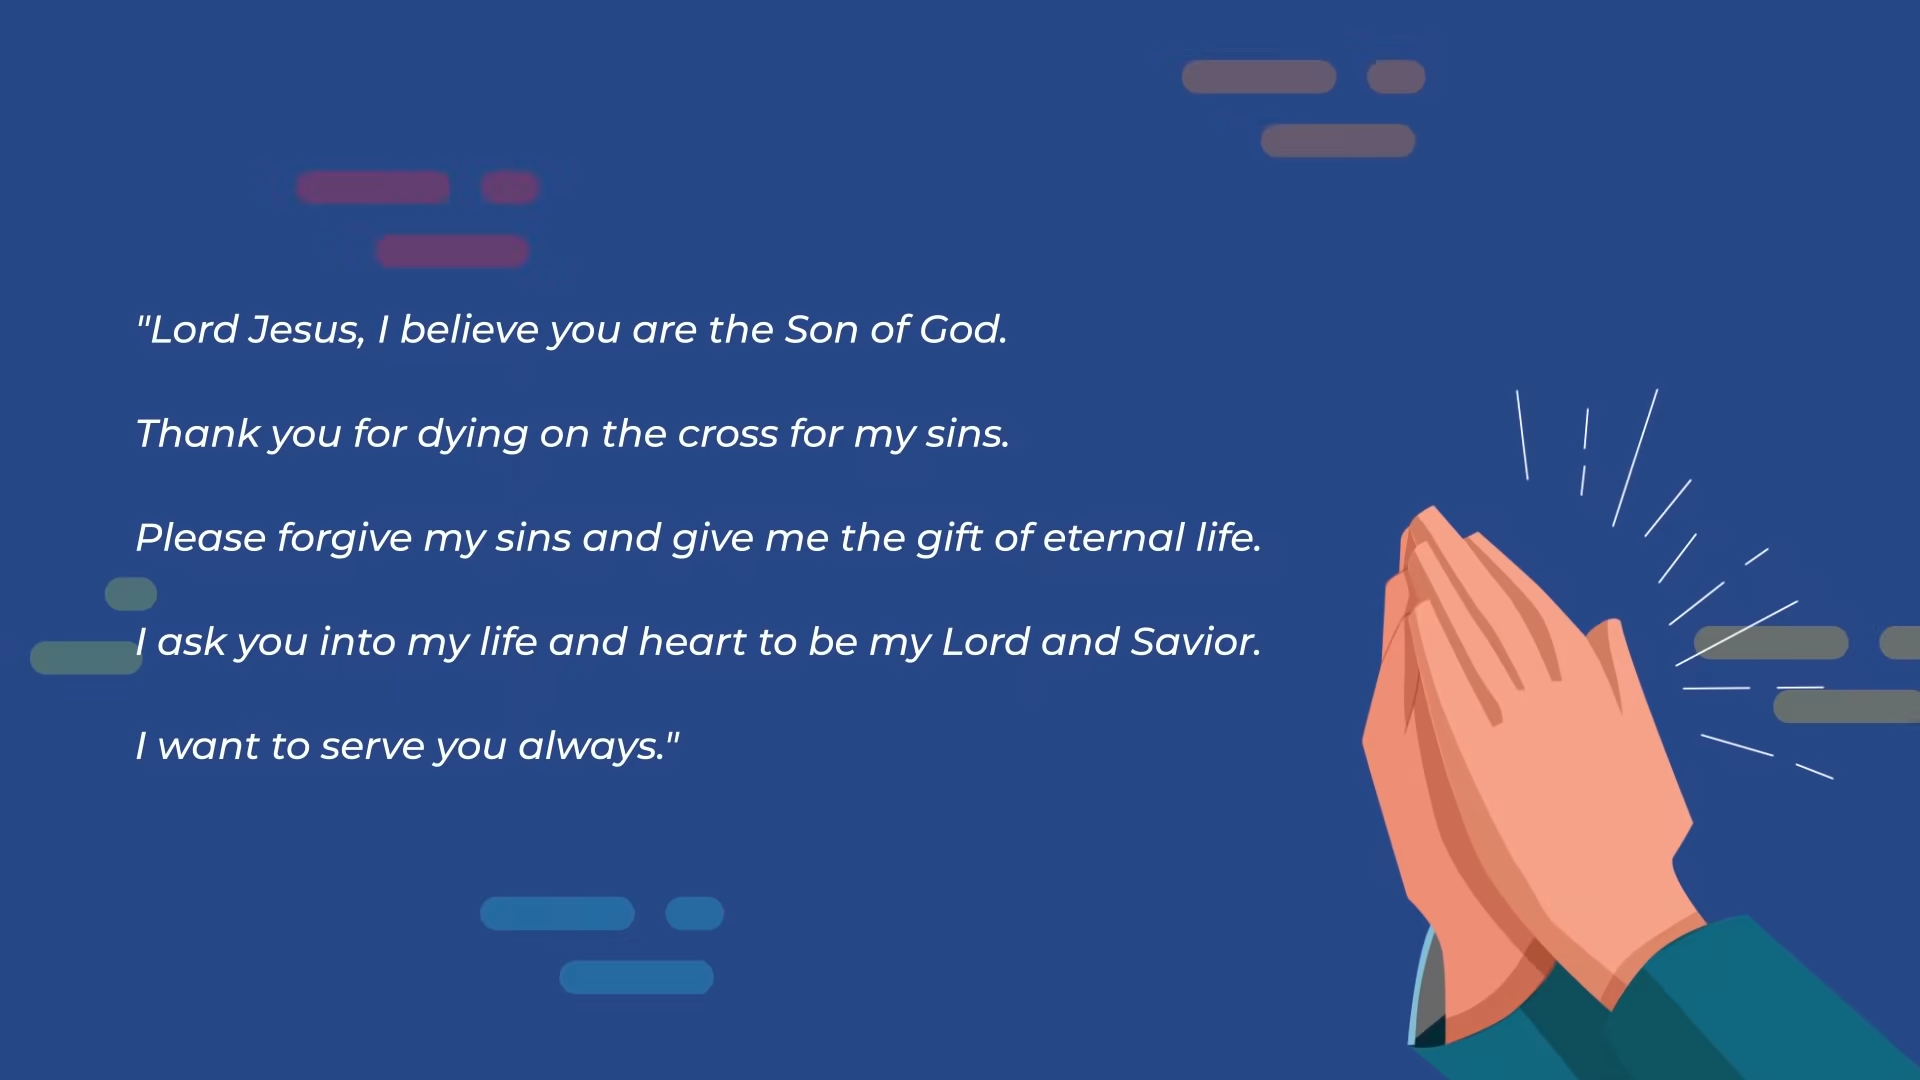 "Lord Jesus, I believe you are the Son of God.
Thank you for dying on the cross for my sins.
Please forgive my sins and give me the gift of eternal life.
I ask you into my life and heart to be my Lord and Savior.
I want to serve you always."